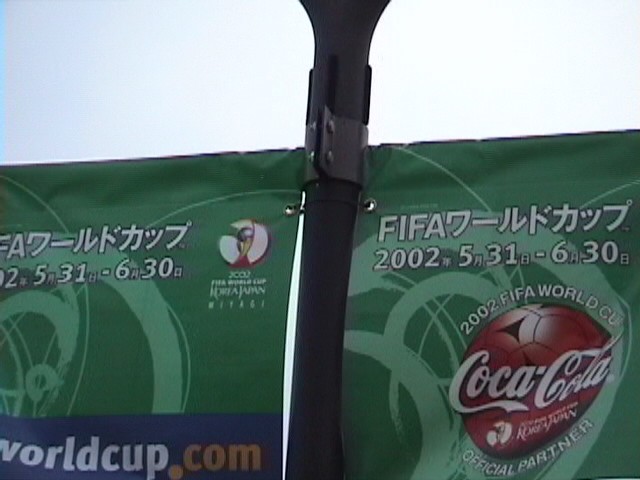 FAワールドカップ
02年 5月31日-6月30日
2002
FIFA WORLD CUP
KOREA JAPAN
MIYAGI
worldcup.com
FIFAワールドカップ
2002年 5月31日-6月30日
2002 FIFA WORLD CU
Coca-Cola
KOREA JAPAN
OFFICIAL PARTNER